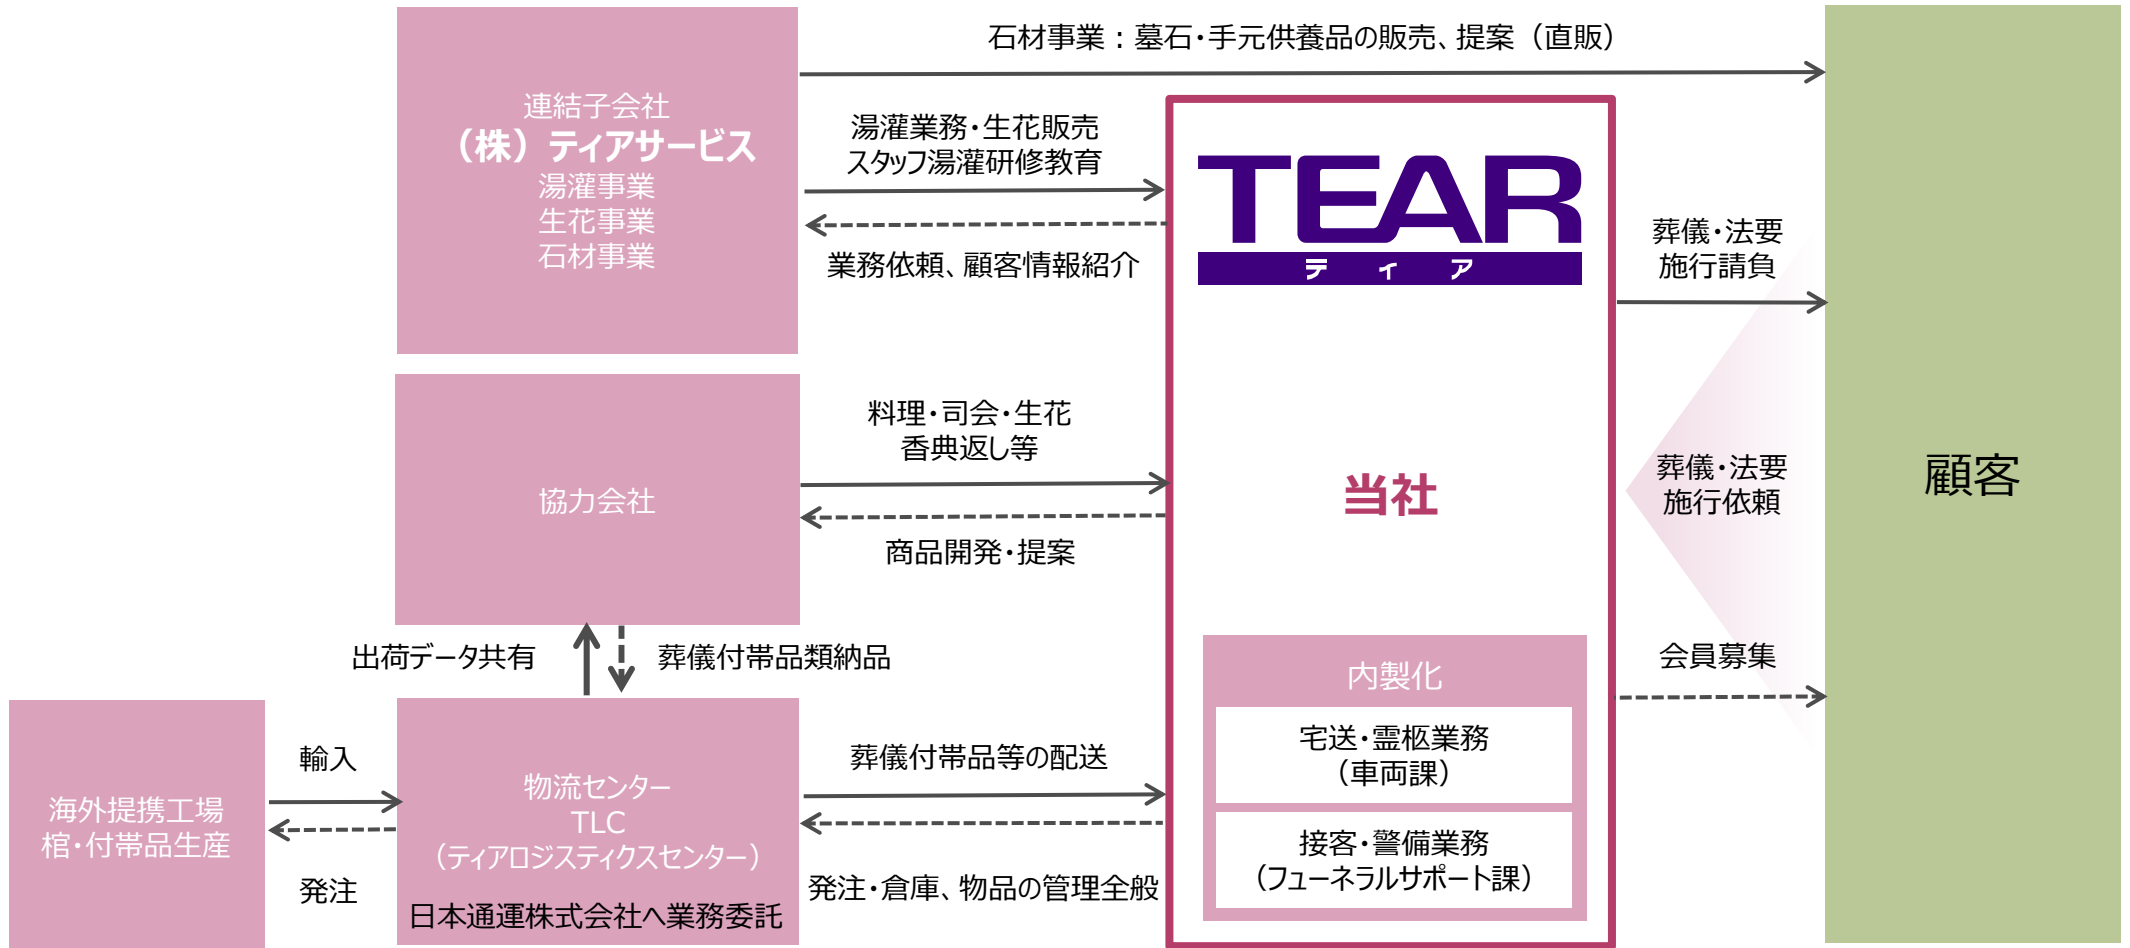 石材事業:墓石・手元供養品の販売、提案(直販)
連結子会社
(株)ティアサービス
湯灌事業
生花事業
石材事業
湯灌業務・生花販売
スタッフ湯灌研修教育
業務依頼、顧客情報紹介
TEAR
ティア
葬儀・法要
施行請負
協力会社
料理・司会・生花
香典返し等
商品開発・提案
当社
葬儀・法要
施行依頼
顧客
出荷データ共有
葬儀付帯品類納品
内製化
宅送・霊柩業務
(車両課)
接客・警備業務
(フューネラルサポート課)
会員募集
海外提携工場
棺・付帯品生産
輸入
発注
物流センター
TLC
(ティアロジスティクスセンター)
日本通運株式会社へ業務委託
葬儀付帯品等の配送
発注・倉庫、物品の管理全般